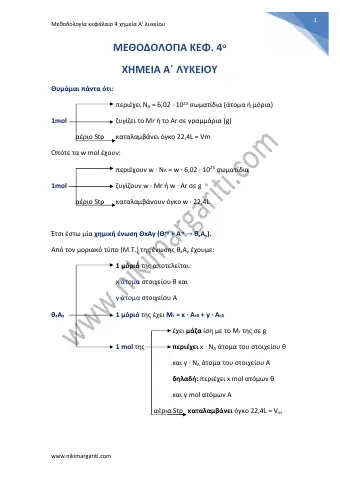 Μεθοδολογία κεφάλαιο 4 χημεία Α' λυκείου
1
ΜΕΘΟΔΟΛΟΓΙΑ ΚΕΦ. 4ο
ΧΗΜΕΙΑ Α΄ ΛΥΚΕΙΟΥ
Θυμάμαι πάντα ότι:
περιέχει NA = 6,02 · 10²³ σωματίδια (άτομα ή μόρια)
1mol ζυγίζει το Mr ή το Ar σε γραμμάρια (g)
αέριο Stp καταλαμβάνει όγκο 22,4L = Vm
Οπότε τα w mol έχουν:
περιέχουν w · NA = w · 6,02 · 10²³ σωματίδια
1mol ζυγίζουν w · Mr ή w · Ar σε g
αέριο Stp καταλαμβάνουν όγκο w · 22,4L
Έτσι έστω μία χημική ένωση ΘxAy (Θ⁺ʸ + A⁻ˣ → ΘxAy).
Από τον μοριακό τύπο (Μ.Τ.) της ένωσης ΘxAy έχουμε:
1 μόριό της αποτελείται:
x άτομα στοιχείου Θ και
y άτομα στοιχείου A
ΘxAy 1 μόριό της έχει Mr = x · ArΘ + y · ArA
έχει μάζα ίση με το Mr της σε g
1 mol της περιέχει x · NA άτομα του στοιχείου Θ
και y · NA άτομα του στοιχείου A
δηλαδή: περιέχει x mol ατόμων Θ
και y mol ατόμων A
αέρια Stp καταλαμβάνει όγκο 22,4L = Vm
www.nikimargariti.com
www.nikimargariti.com